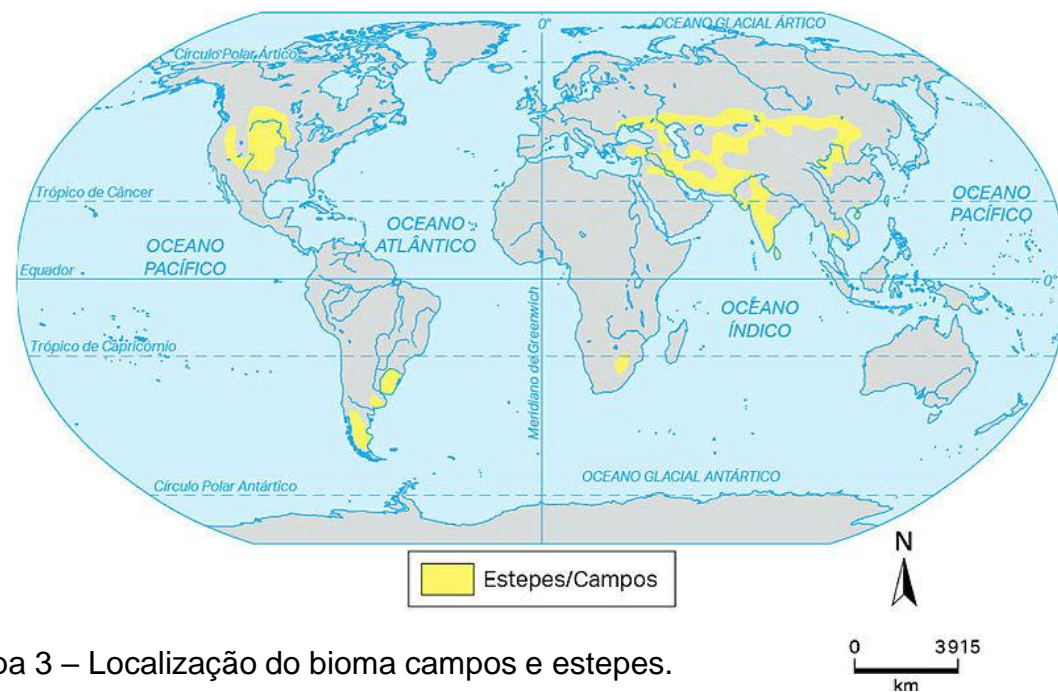 OCEANO GLACIAL ÁRTICO
0°
Círculo Polar Ártico
Trópico de Câncer
OCEANO
PACÍFICO
OCEANO
ATLÂNTICO
OCEANO
PACÍFICO
Equador
0°
Meridiano de Greenwich
OCEANO
ÍNDICO
Trópico de Capricórnio
Círculo Polar Antártico
OCEANO GLACIAL ANTÁRTICO
Estepes/Campos
N
0 3915
km
pa 3 – Localização do bioma campos e estepes.